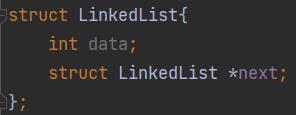 struct LinkedList{
    int data;
    struct LinkedList *next;
};